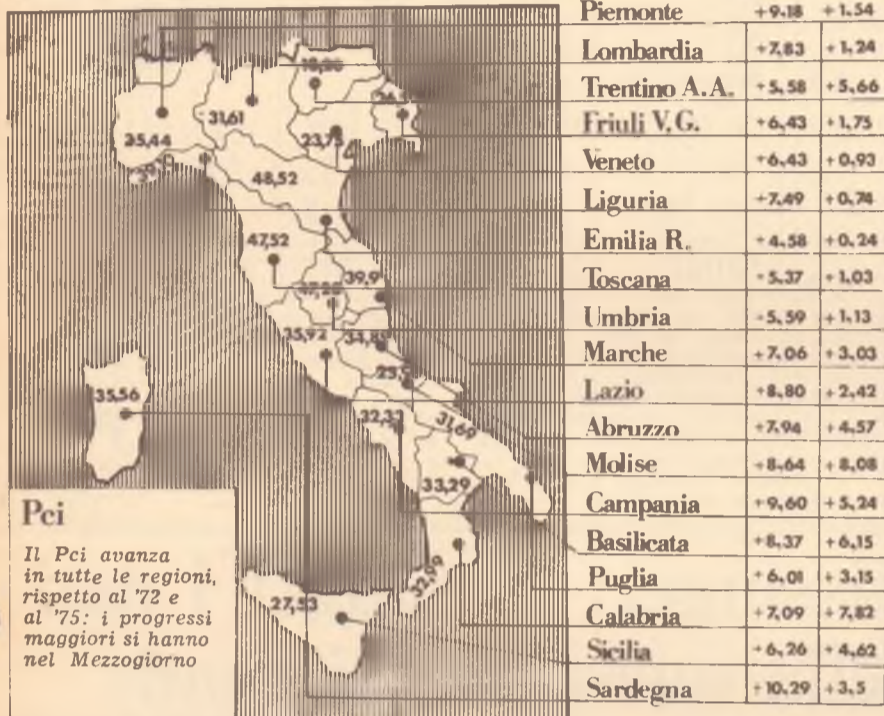 35,44
31,61
23,75
48,52
47,52
39,9
35,92
35,56
32,33
31,69
33,29
32,99
27,53
Pci
Il Pci avanza
in tutte le regioni,
rispetto al '72 e
al '75: i progressi
maggiori si hanno
nel Mezzogiorno
Piemonte +9,18 +1,54
Lombardia +7,83 +1,24
Trentino A.A. +5,58 +5,66
Friuli V.G. +6,43 +1,75
Veneto +6,43 +0,93
Liguria +7,49 +0,74
Emilia R. +4,58 +0,24
Toscana +5,37 +1,03
Umbria +5,59 +1,13
Marche +7,06 +3,03
Lazio +8,80 +2,42
Abruzzo +7,94 +4,57
Molise +8,64 +8,08
Campania +9,60 +5,24
Basilicata +8,37 +6,15
Puglia +6,01 +3,15
Calabria +7,09 +7,82
Sicilia +6,26 +4,62
Sardegna +10,29 +3,5